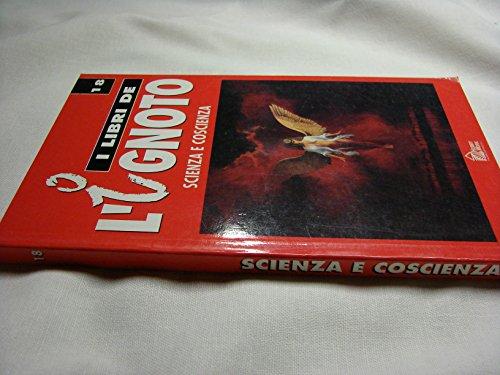 18
I LIBRI DE
L'IGNOTO
SCIENZA E COSCIENZA
18
SCIENZA E COSCIENZA